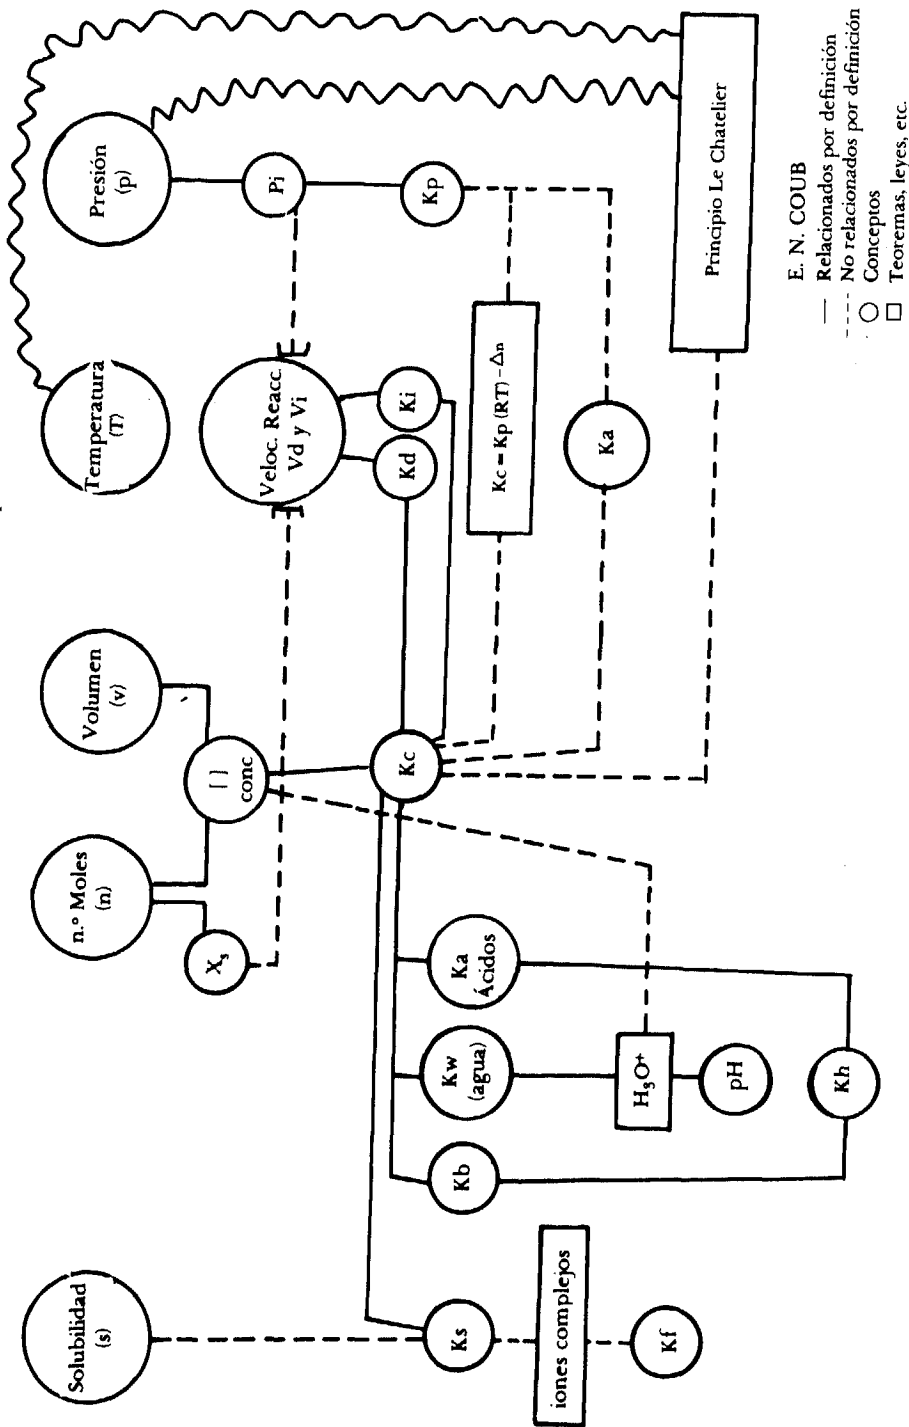 Solubilidad
(s)
n.º Moles
(n)
Volumen
(v)
Temperatura
(T)
Presión
(p)
X₃
[ ]
conc
Veloc. Reacc.
Vd y Vi
Pi
Ks
Kb
Kw
(agua)
Ka
Ácidos
Kc
Kd
Ki
Kp
iones complejos
Kf
H₃O⁺
pH
Kh
Kc = Kp (RT) – Δn
Ka
Principio Le Chatelier
E. N. COUB
Relacionados por definición
No relacionados por definición
Conceptos
Teoremas, leyes, etc.